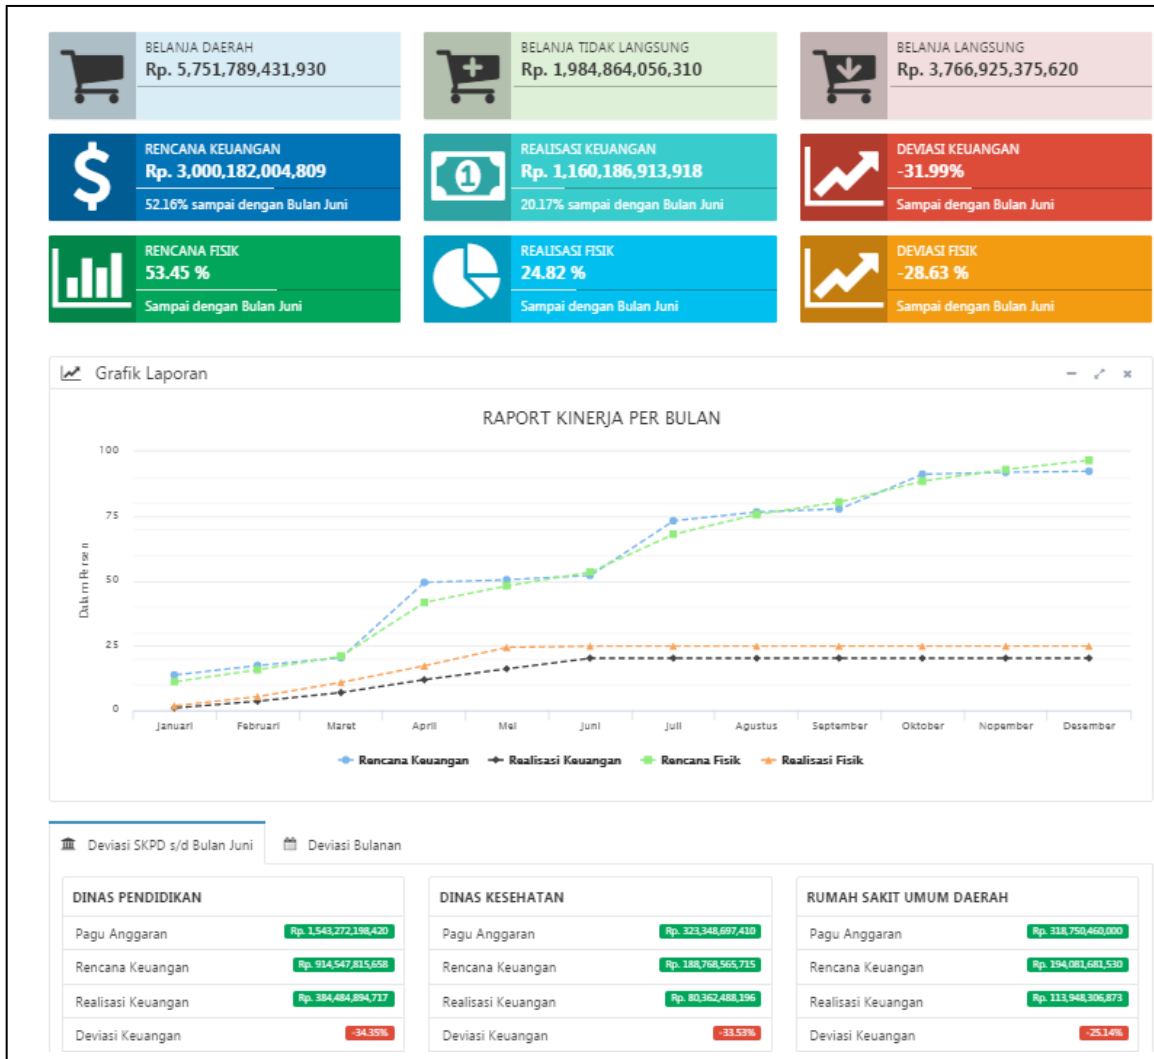 BELANJA DAERAH
Rp. 5,751,789,431,930
BELANJA TIDAK LANGSUNG
Rp. 1,984,864,056,310
BELANJA LANGSUNG
Rp. 3,766,925,375,620
RENCANA KEUANGAN
Rp. 3,000,182,004,809
52.16% sampai dengan Bulan Juni
1
REALISASI KEUANGAN
Rp. 1,160,186,913,918
20.17% sampai dengan Bulan Juni
DEVIASI KEUANGAN
-31.99%
Sampai dengan Bulan Juni
RENCANA FISIK
53.45 %
Sampai dengan Bulan Juni
REALISASI FISIK
24.82 %
Sampai dengan Bulan Juni
DEVIASI FISIK
-28.63 %
Sampai dengan Bulan Juni
Grafik Laporan
RAPORT KINERJA PER BULAN
Dalam Persen
100
75
50
25
0
Januari Februari Maret April Mei Juni Juli Agustus September Oktober Nopember Desember
Rencana Keuangan Realisasi Keuangan Rencana Fisik Realisasi Fisik
Deviasi SKPD s/d Bulan Juni Deviasi Bulanan
DINAS PENDIDIKAN
Pagu Anggaran Rp. 1,543,272,198,420
Rencana Keuangan Rp. 914,547,815,658
Realisasi Keuangan Rp. 384,484,894,717
Deviasi Keuangan -34.35%
DINAS KESEHATAN
Pagu Anggaran Rp. 323,348,697,410
Rencana Keuangan Rp. 188,768,565,715
Realisasi Keuangan Rp. 80,362,488,196
Deviasi Keuangan -33.53%
RUMAH SAKIT UMUM DAERAH
Pagu Anggaran Rp. 318,750,460,000
Rencana Keuangan Rp. 194,081,681,530
Realisasi Keuangan Rp. 113,948,306,873
Deviasi Keuangan -25.14%